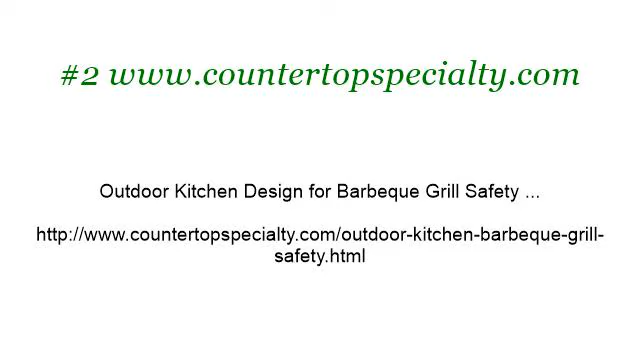 #2 www.countertopspecialty.com
Outdoor Kitchen Design for Barbeque Grill Safety ...
http://www.countertopspecialty.com/outdoor-kitchen-barbeque-grill-
safety.html